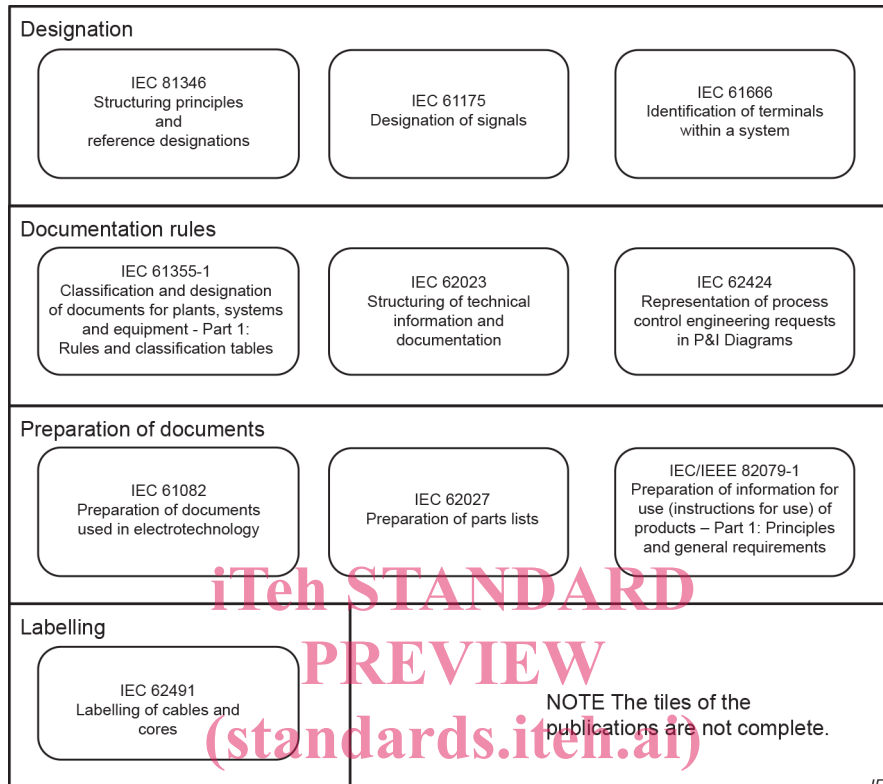 Designation
IEC 81346
Structuring principles
and
reference designations
IEC 61175
Designation of signals
IEC 61666
Identification of terminals
within a system
Documentation rules
IEC 61355-1
Classification and designation
of documents for plants, systems
and equipment - Part 1:
Rules and classification tables
IEC 62023
Structuring of technical
information and
documentation
IEC 62424
Representation of process
control engineering requests
in P&I Diagrams
Preparation of documents
IEC 61082
Preparation of documents
used in electrotechnology
IEC 62027
Preparation of parts lists
IEC/IEEE 82079-1
Preparation of information for
use (instructions for use) of
products – Part 1: Principles
and general requirements
iTeh STANDARD
PREVIEW
(standards.iteh.ai)
Labelling
IEC 62491
Labelling of cables and
cores
NOTE The tiles of the
publications are not complete.